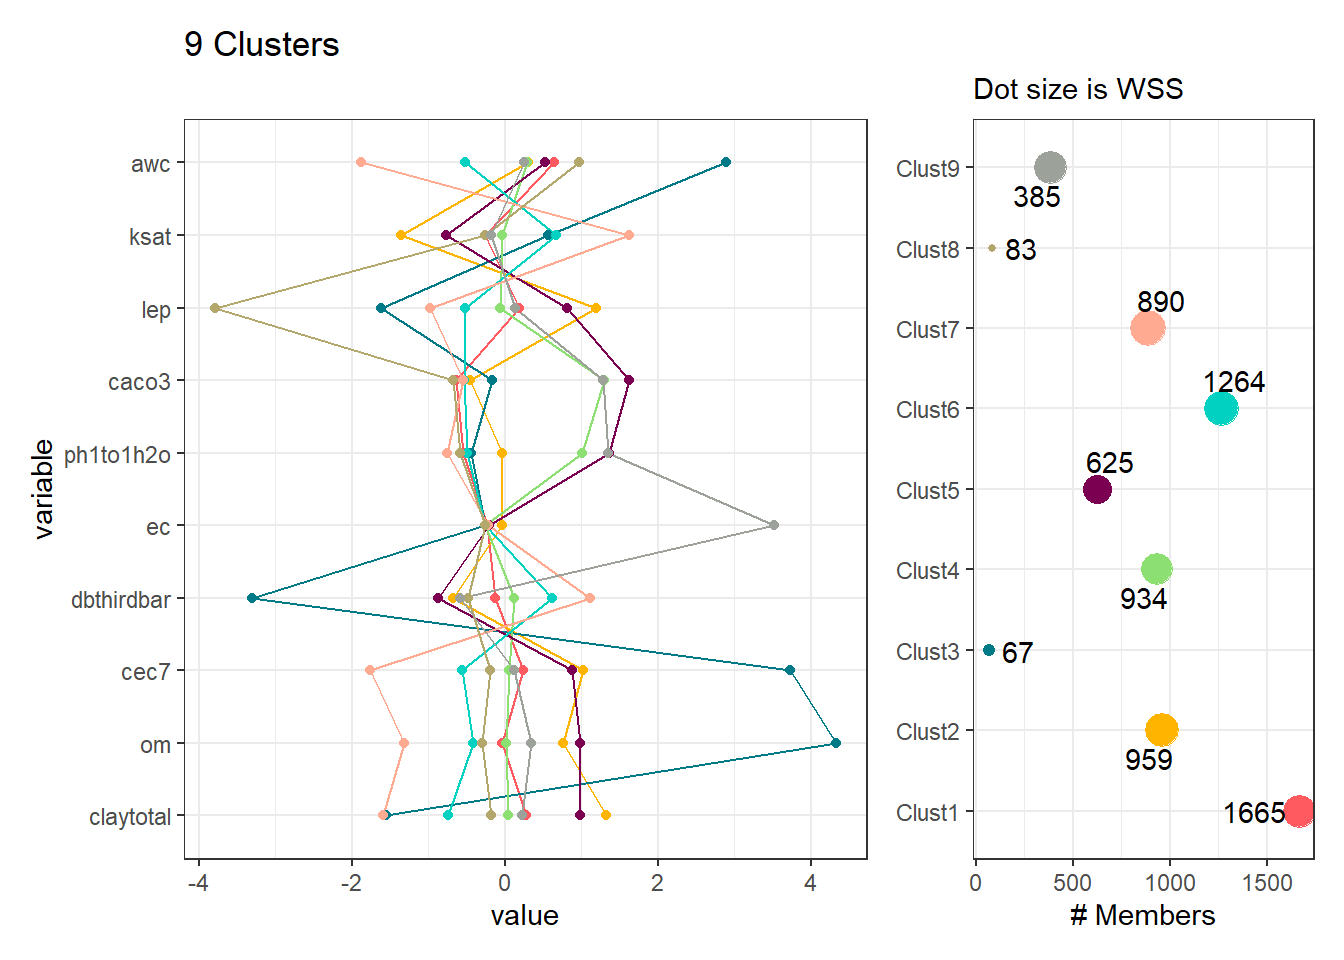 9 Clusters
Dot size is WSS
awc
ksat
lep
caco3
ph1to1h2o
ec
dbthirdbar
cec7
om
claytotal
variable
-4 -2 0 2 4
value
Clust9
385
Clust8 83
890
Clust7
1264
Clust6
625
Clust5
Clust4
934
Clust3 67
Clust2
959
Clust1 1665
0 500 1000 1500
# Members